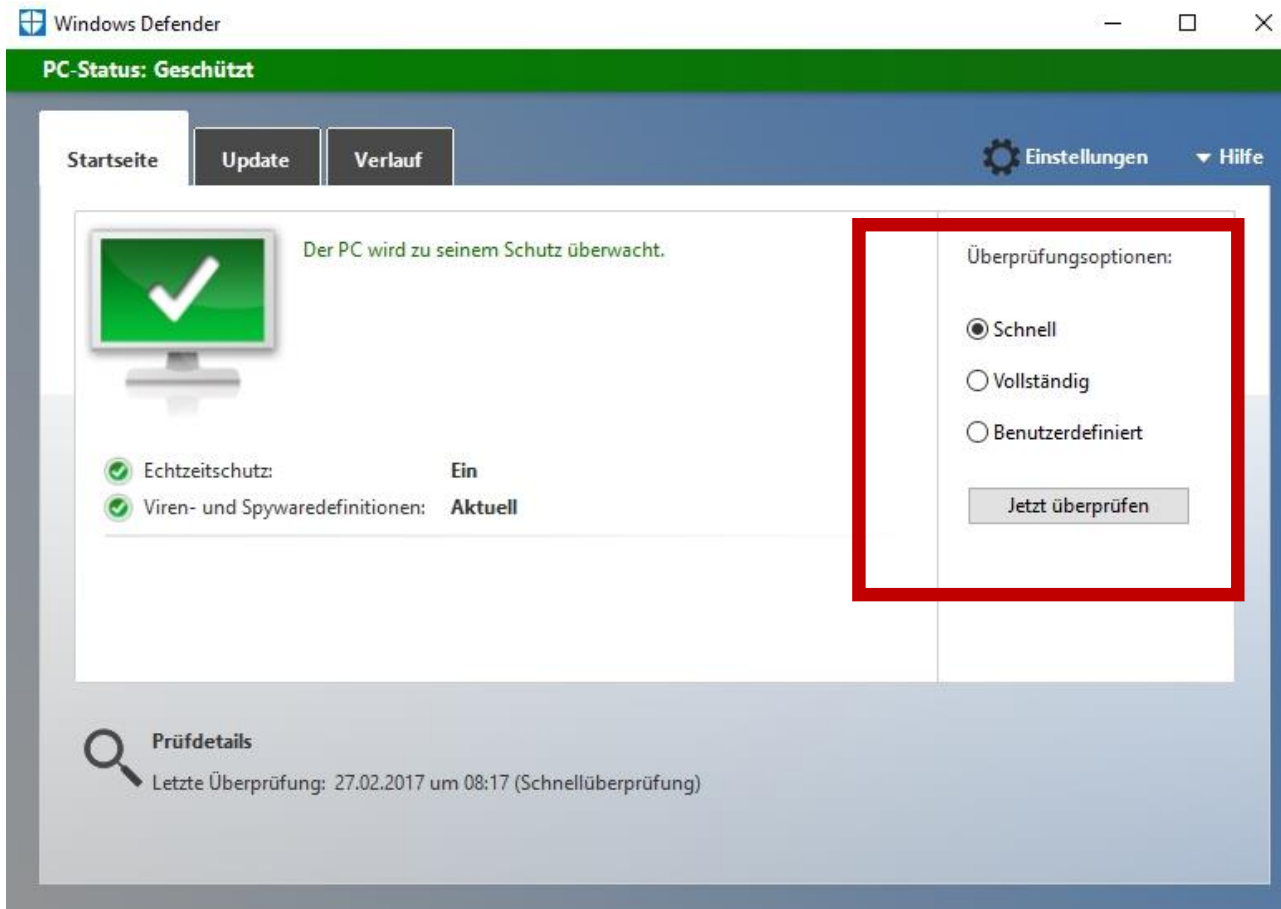 Windows Defender
PC-Status: Geschützt
Startseite Update Verlauf Einstellungen Hilfe
Der PC wird zu seinem Schutz überwacht.
Überprüfungsoptionen:
Schnell
Vollständig
Benutzerdefiniert
Echtzeitschutz: Ein
Viren- und Spywaredefinitionen: Aktuell
Jetzt überprüfen
Prüfdetails
Letzte Überprüfung: 27.02.2017 um 08:17 (Schnellüberprüfung)